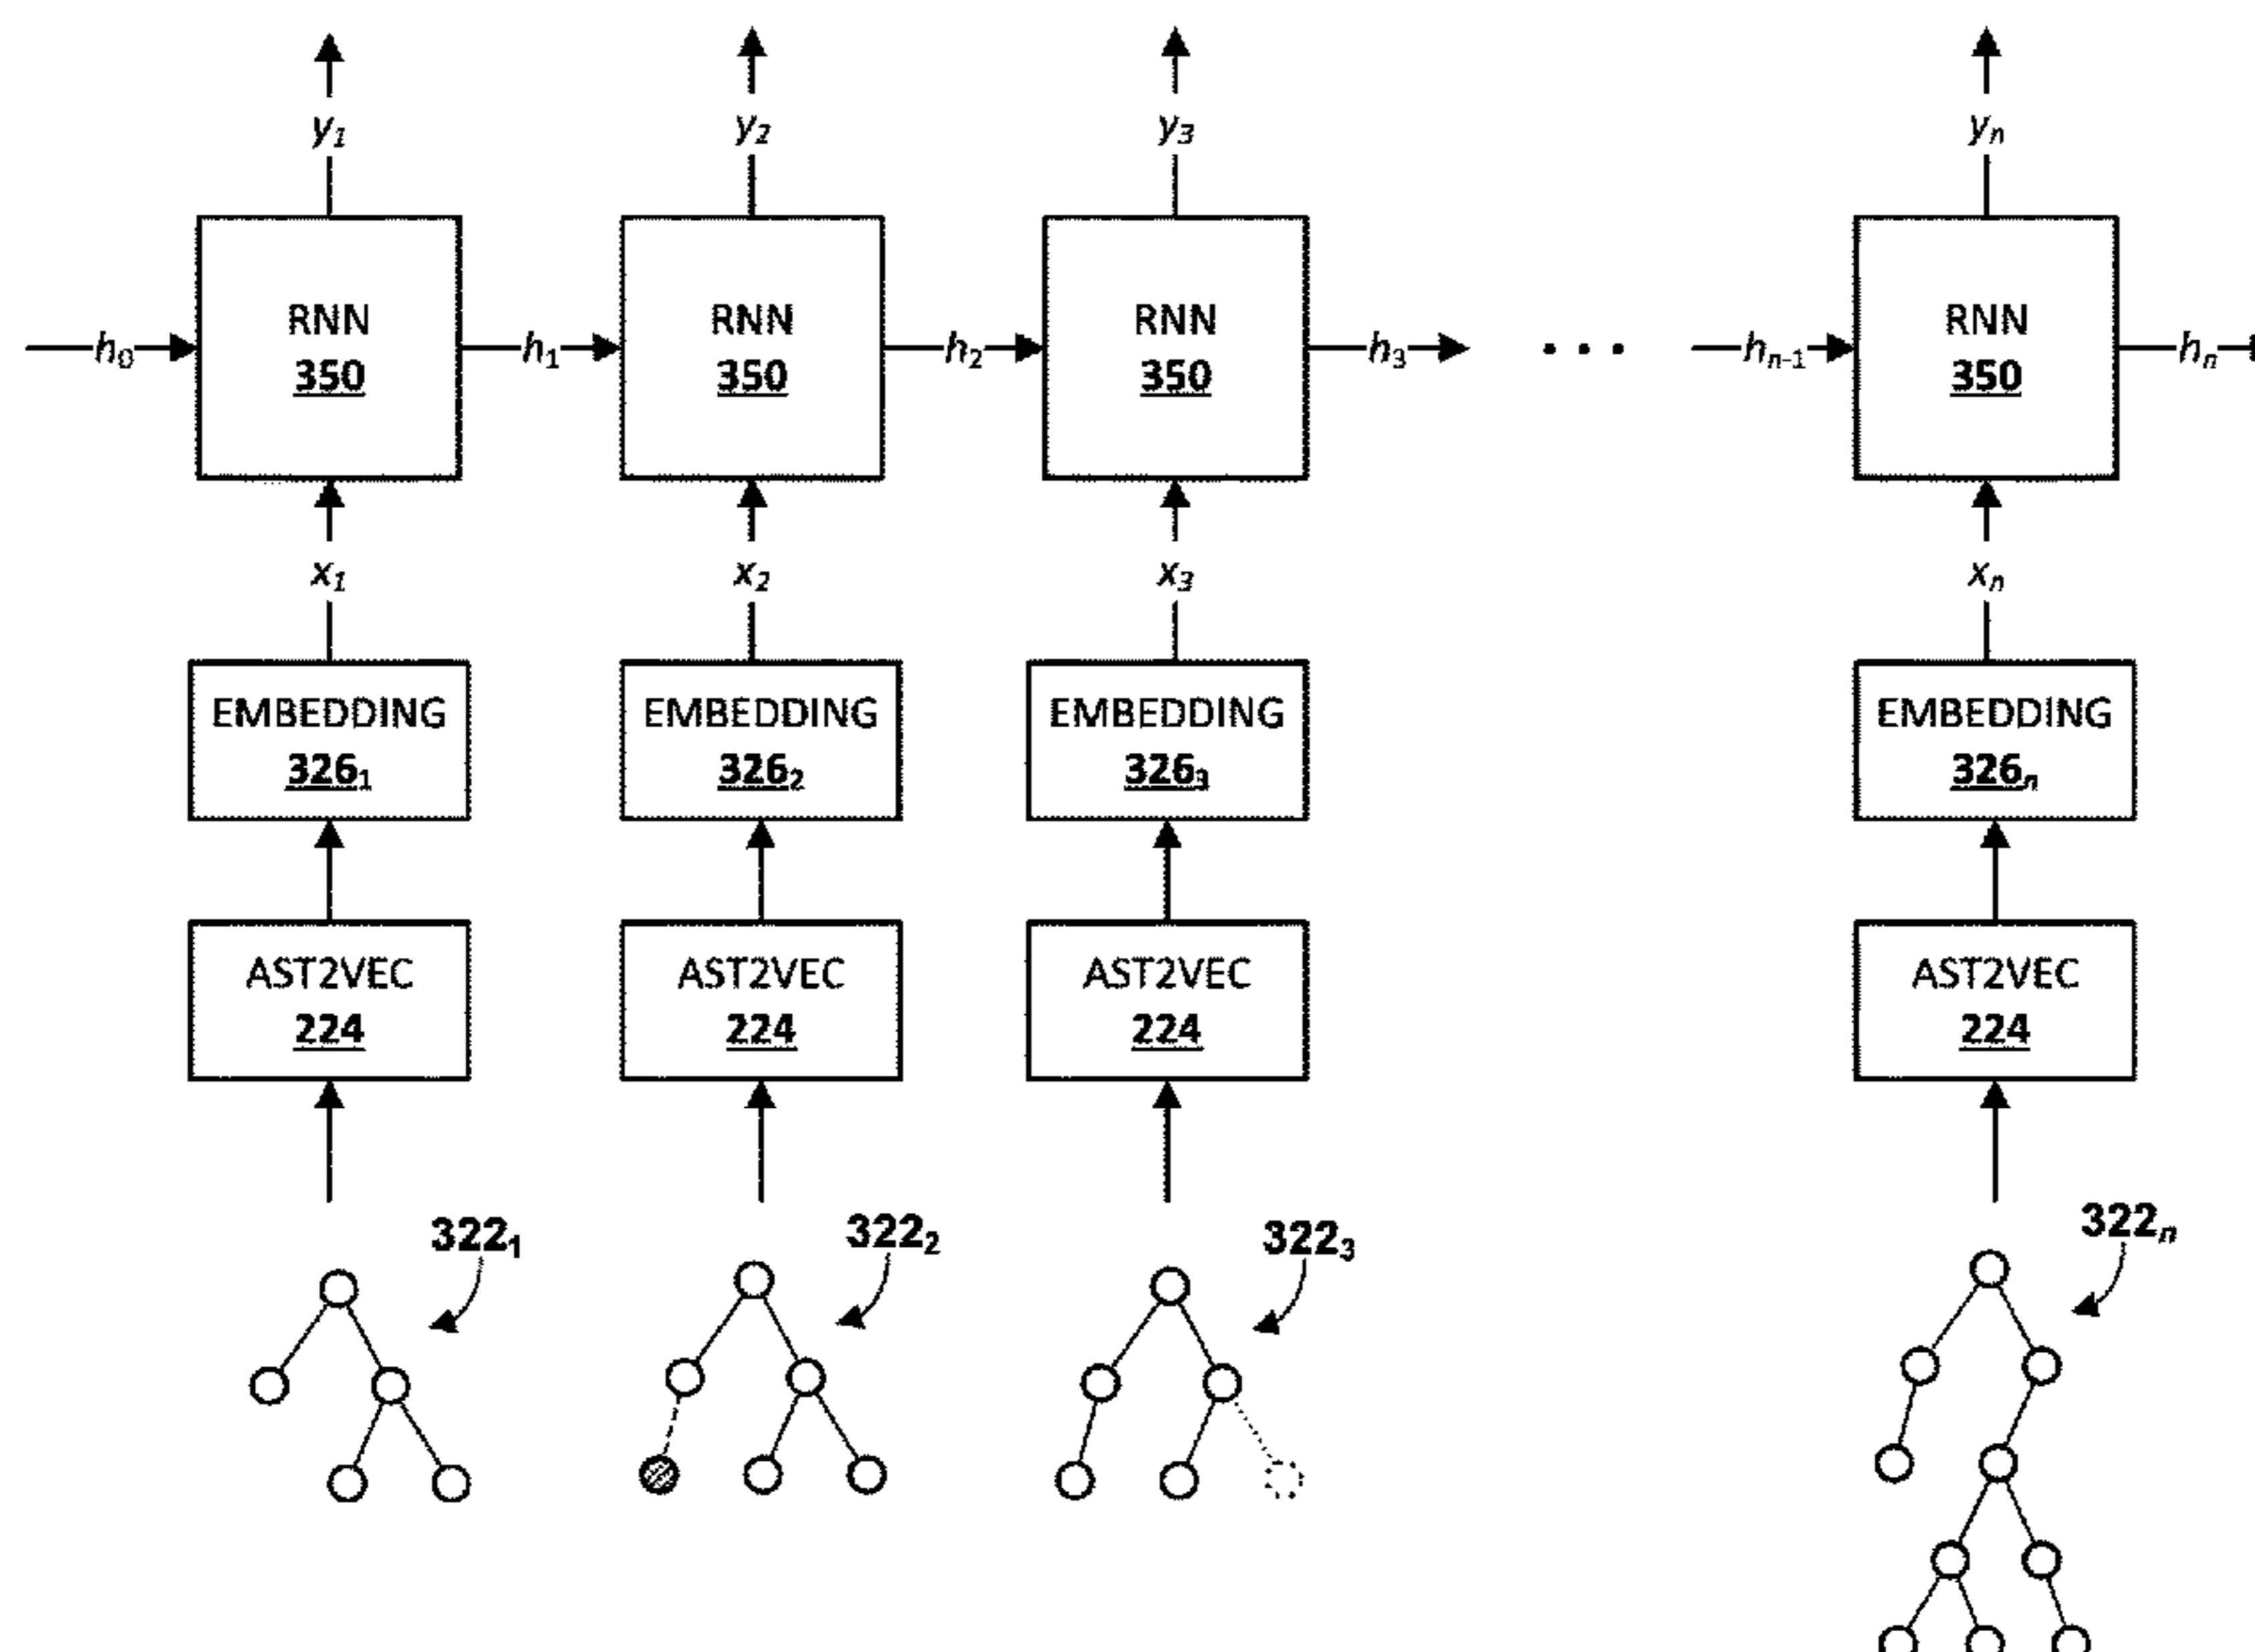 y₁ y₂ y₃ yₙ
RNN RNN RNN RNN
h₀ h₁ h₂ h₃ . . . hₙ₋₁ hₙ
350 350 350 350
x₁ x₂ x₃ xₙ
EMBEDDING EMBEDDING EMBEDDING EMBEDDING
326₁ 326₂ 326₃ 326ₙ
AST2VEC AST2VEC AST2VEC AST2VEC
224 224 224 224
322₁ 322₂ 322₃ 322ₙ